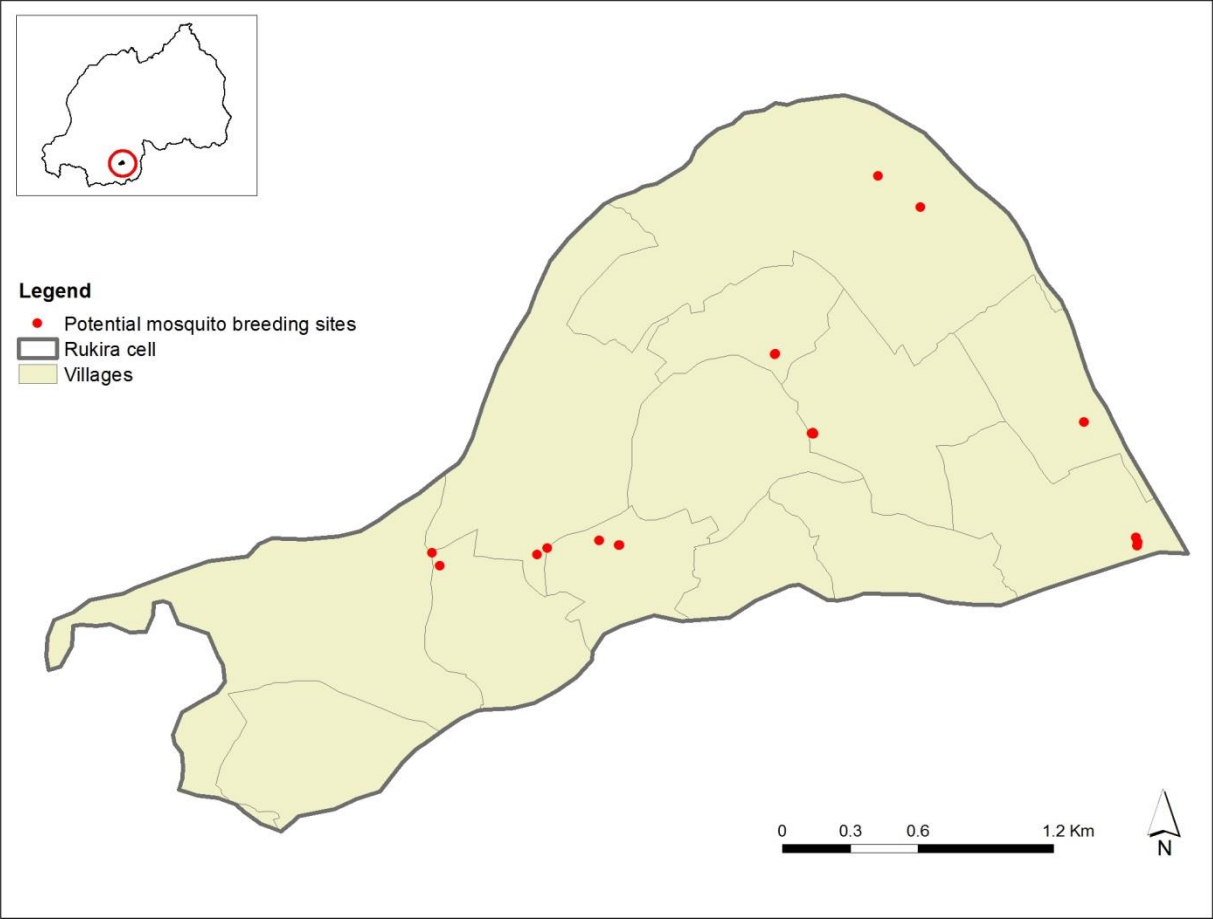 Legend
Potential mosquito breeding sites
Rukira cell
Villages
0 0.3 0.6 1.2 Km
N